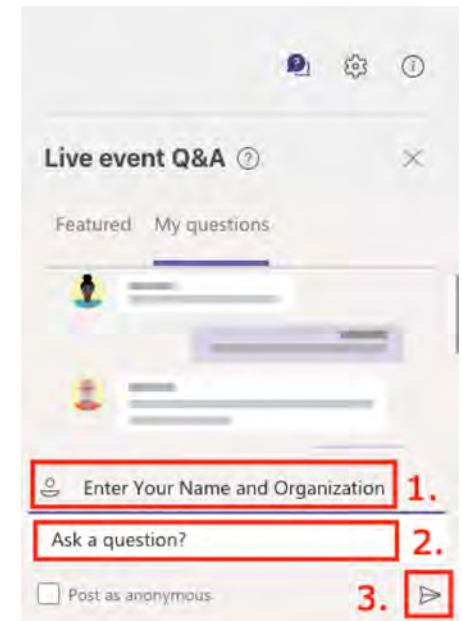 Live event Q&A
Featured My questions
Enter Your Name and Organization 1.
Ask a question? 2.
Post as anonymous 3.